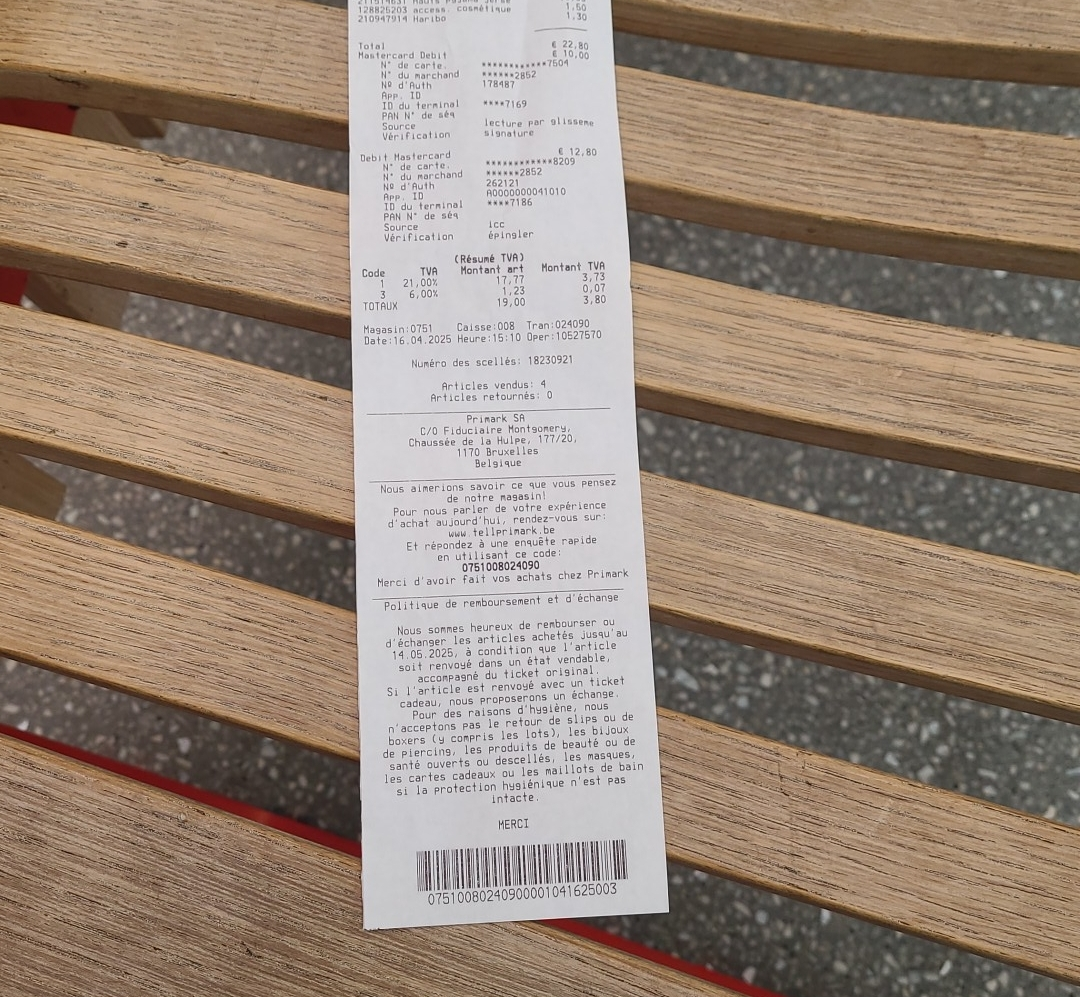 128825203 access. cosmétique 1,50
210947914 Haribo 1,30
Total € 22,80
Mastercard Debit € 10,00
N° de carte. ************7504
N° du marchand ******2852
Nº d'Auth 178487
App. ID
ID du terminal ****7169
PAN N° de séq
Source lecture par glisseme
Vérification signature
Debit Mastercard € 12,80
N° de carte. ************8209
N° du marchand ******2852
Nº d'Auth 262121
App. ID A0000000041010
ID du terminal ****7186
PAN N° de séq
Source icc
Vérification épingler
(Résumé TVA)
Code TVA Montant art Montant TVA
1 21,00% 17,77 3,73
3 6,00% 1,23 0,07
TOTAUX 19,00 3,80
Magasin:0751 Caisse:008 Tran:024090
Date:16.04.2025 Heure:15:10 Oper:10527570
Numéro des scellés: 18230921
Articles vendus: 4
Articles retournés: 0
Primark SA
C/O Fiduciaire Montgomery,
Chaussée de la Hulpe, 177/20,
1170 Bruxelles
Belgique
Nous aimerions savoir ce que vous pensez
de notre magasin!
Pour nous parler de votre expérience
d'achat aujourd'hui, rendez-vous sur:
www.tellprimark.be
Et répondez à une enquête rapide
en utilisant ce code:
0751008024090
Merci d'avoir fait vos achats chez Primark
Politique de remboursement et d'échange
Nous sommes heureux de rembourser ou
d'échanger les articles achetés jusqu'au
14.05.2025, à condition que l'article
soit renvoyé dans un état vendable,
accompagné du ticket original.
Si l'article est renvoyé avec un ticket
cadeau, nous proposerons un échange.
Pour des raisons d'hygiène, nous
n'acceptons pas le retour de slips ou de
boxers (y compris les lots), les bijoux
de piercing, les produits de beauté ou de
santé ouverts ou descellés, les masques,
les cartes cadeaux ou les maillots de bain
si la protection hygiénique n'est pas
intacte.
MERCI
07510080240900001041625003